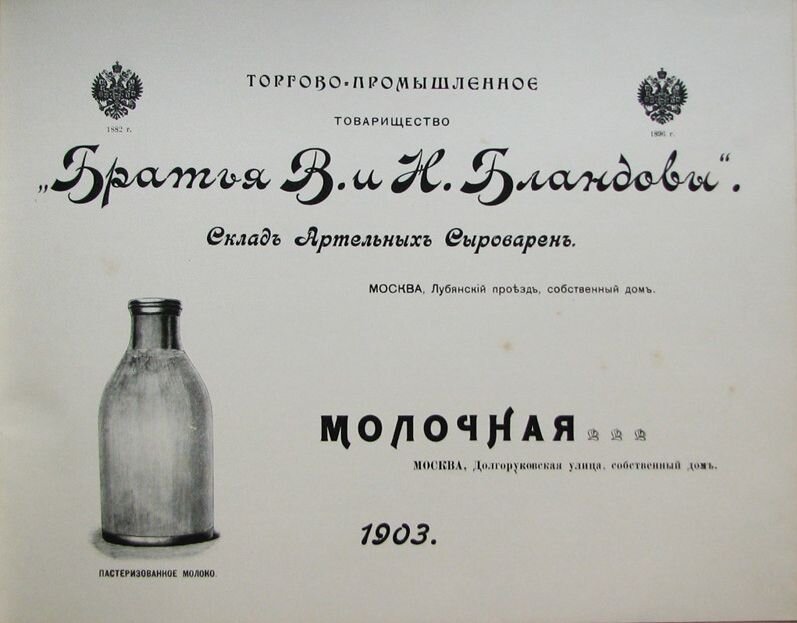 ТОРГОВО-ПРОМЫШЛЕННОЕ
1882 г.
1896 г.
ТОВАРИЩЕСТВО
„Братья В. и Н. Бландовы“.
Складъ Артельныхъ Сыроваренъ.
МОСКВА, Лубянскій проѣздъ, собственный домъ.
МОЛОЧНАЯ
МОСКВА, Долгоруковская улица, собственный домъ.
1903.
ПАСТЕРИЗОВАННОЕ МОЛОКО.